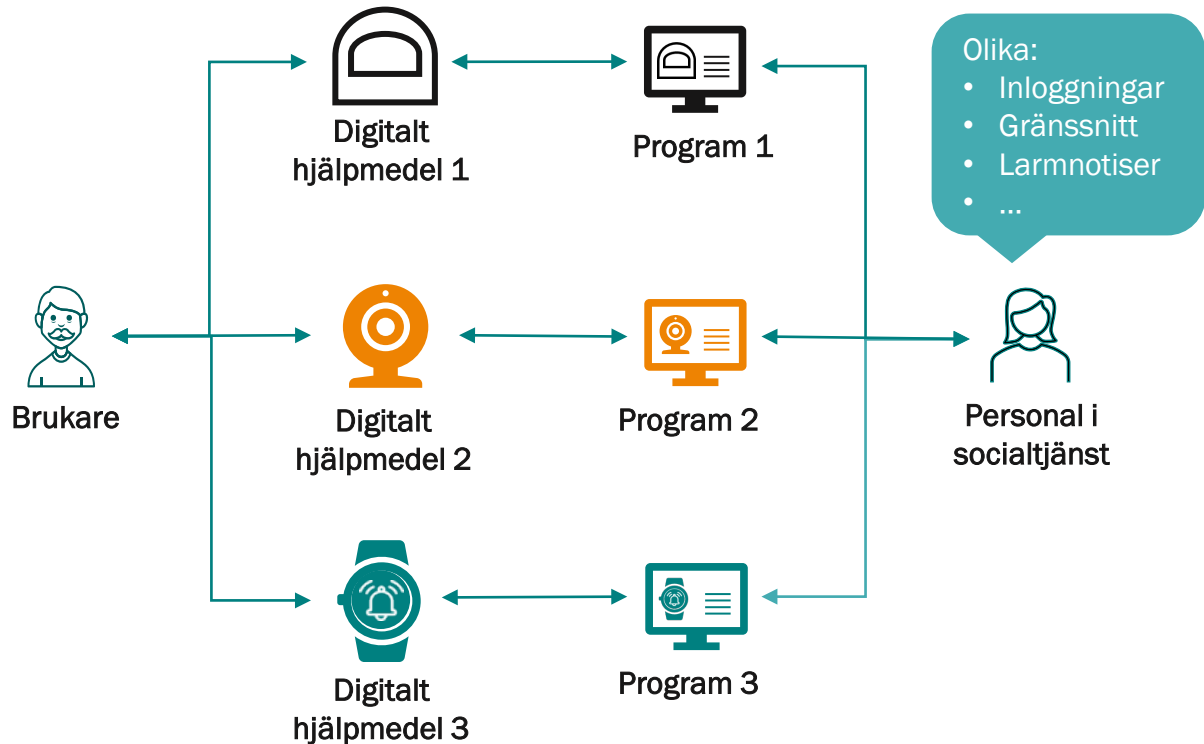 Olika:
• Inloggningar
• Gränssnitt
• Larmnotiser
• ...
Digitalt
hjälpmedel 1
Program 1
Brukare
Digitalt
hjälpmedel 2
Program 2
Personal i
socialtjänst
Digitalt
hjälpmedel 3
Program 3